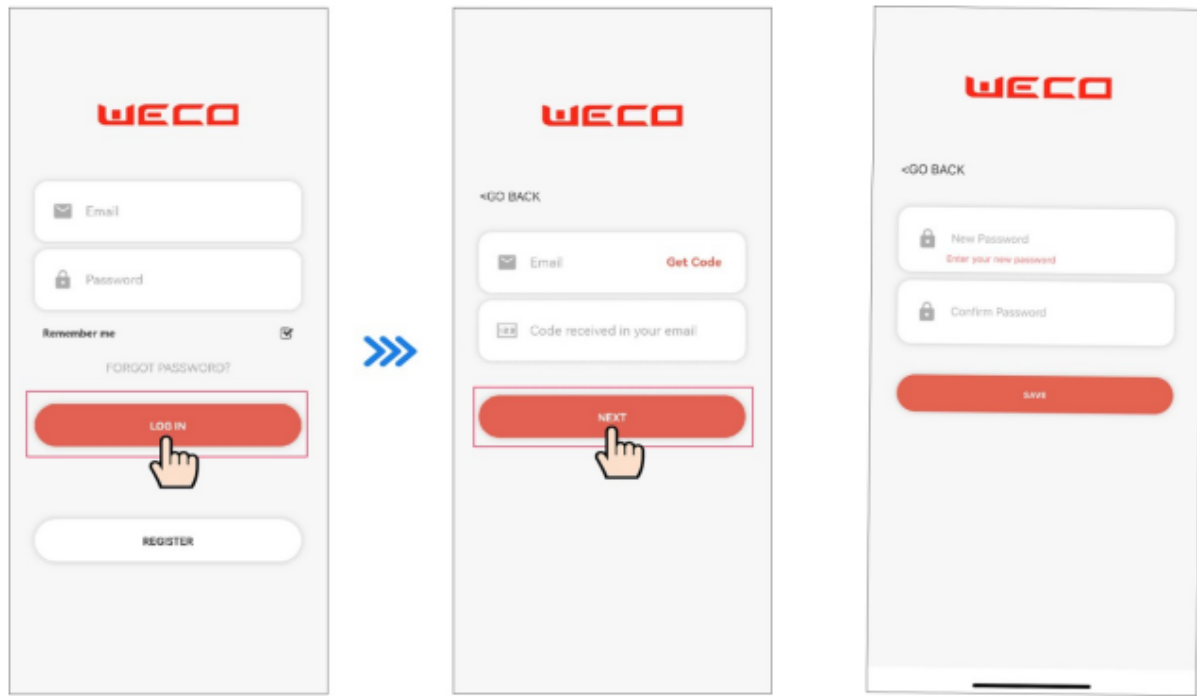 WECO
Email
Password
Remember me
FORGOT PASSWORD?
LOG IN
REGISTER
WECO
<GO BACK
Email Get Code
Code received in your email
NEXT
WECO
<GO BACK
New Password
Enter your new password
Confirm Password
SAVE